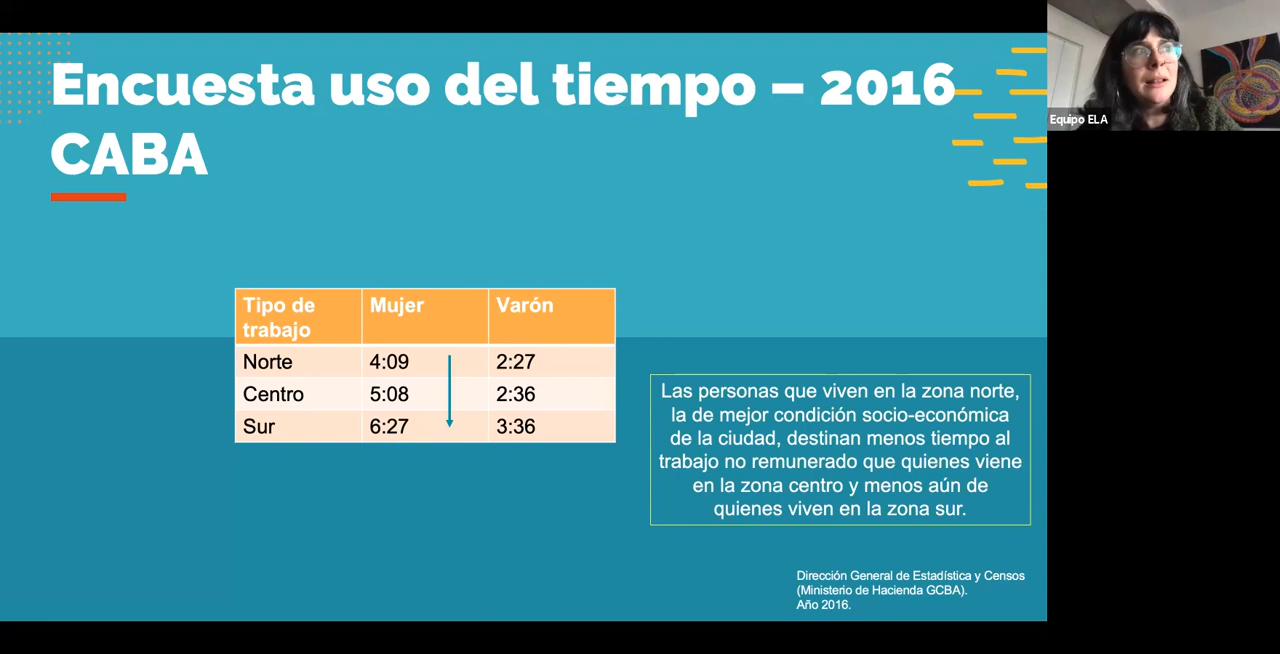 Encuesta uso del tiempo – 2016
CABA
Equipo ELA
Tipo de trabajo Mujer Varón
Norte 4:09 2:27
Centro 5:08 2:36
Sur 6:27 3:36
Las personas que viven en la zona norte,
la de mejor condición socio-económica
de la ciudad, destinan menos tiempo al
trabajo no remunerado que quienes viene
en la zona centro y menos aún de
quienes viven en la zona sur.
Dirección General de Estadística y Censos
(Ministerio de Hacienda GCBA).
Año 2016.